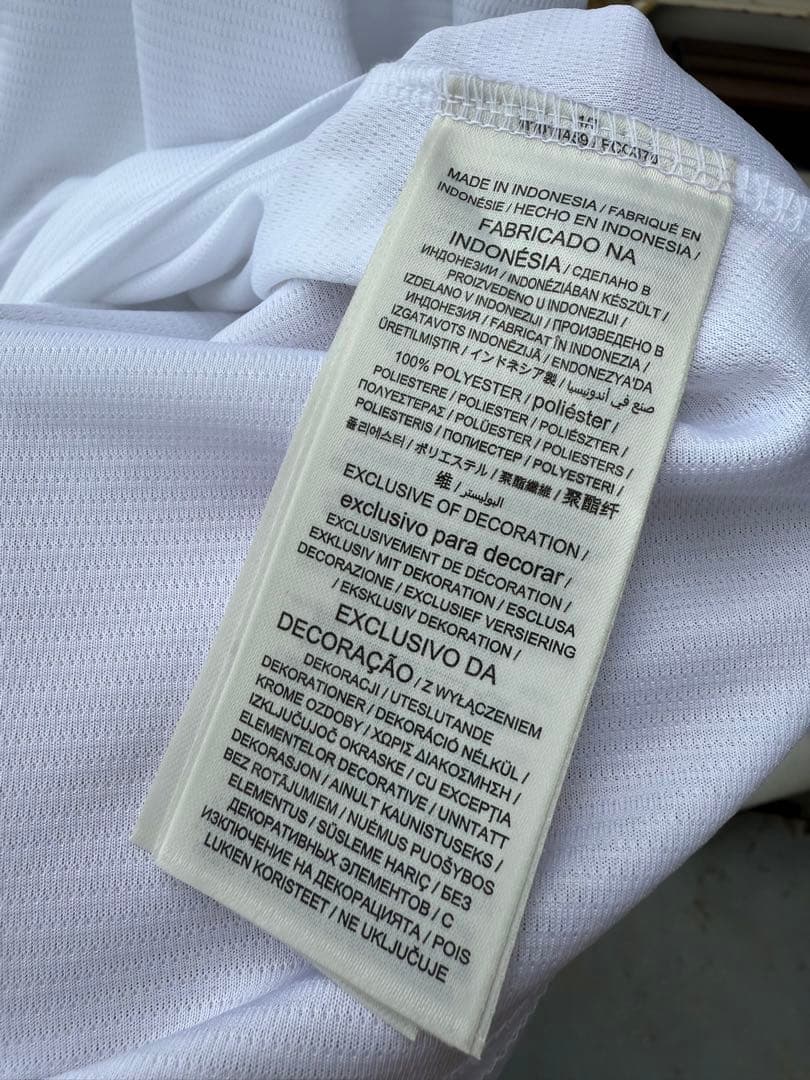 MADE IN INDONESIA / FABRIQUÉ EN
INDONÉSIE / HECHO EN INDONESIA /
FABRICADO NA
INDONÉSIA / СДЕЛАНО В
ИНДОНЕЗИИ / INDONÉZIÁBAN KÉSZÜLT /
PROIZVEDENO U INDONEZIJI /
IZDELANO V INDONEZIJI / ПРОИЗВЕДЕНО В
ИНДОНЕЗИЯ / FABRICAT ÎN INDONEZIA /
IZGATAVOTS INDONĒZIJĀ / ENDONEZYA'DA
ÜRETİLMİŞTİR / インドネシア製 / صنع في أندونيسيا
100% POLYESTER / poliéster /
POLIESTERE / POLIESTER / POLIÉSZTER /
ΠΟΛΥΕΣΤΕΡΑΣ / POLÜESTER / POLIESTERS /
POLIESTERIS / ПОЛИЕСТЕР / POLYESTERI /
폴리에스터 / ポリエステル / 聚酯纖維 / 聚酯纤
维 / البوليستر
EXCLUSIVE OF DECORATION /
exclusivo para decorar /
EXCLUSIVEMENT DE DÉCORATION /
EXKLUSIV MIT DEKORATION / ESCLUSA
DECORAZIONE / EXCLUSIEF VERSIERING
/ EKSKLUSIV DEKORATION /
EXCLUSIVO DA
DECORAÇÃO / Z WYŁĄCZENIEM
DEKORACJI / UTESLUTANDE
DEKORATIONER / DEKORÁCIÓ NÉLKÜL /
KROME OZDOBY / ΧΩΡΙΣ ΔΙΑΚΟΣΜΗΣΗ /
IZKLJUČUJOČ OKRASKE / CU EXCEPȚIA
ELEMENTELOR DECORATIVE / UNNTATT
DEKORASJON / AINULT KAUNISTUSEKS /
BEZ ROTĀJUMIEM / NUĖMUS PUOŠYBOS
ELEMENTUS / SÜSLEME HARİÇ / БЕЗ
ДЕКОРАТИВНЫХ ЭЛЕМЕНТОВ / С
ИЗКЛЮЧЕНИЕ НА ДЕКОРАЦИЯТА / POIS
LUKIEN KORISTEET / NE UKLJUČUJE